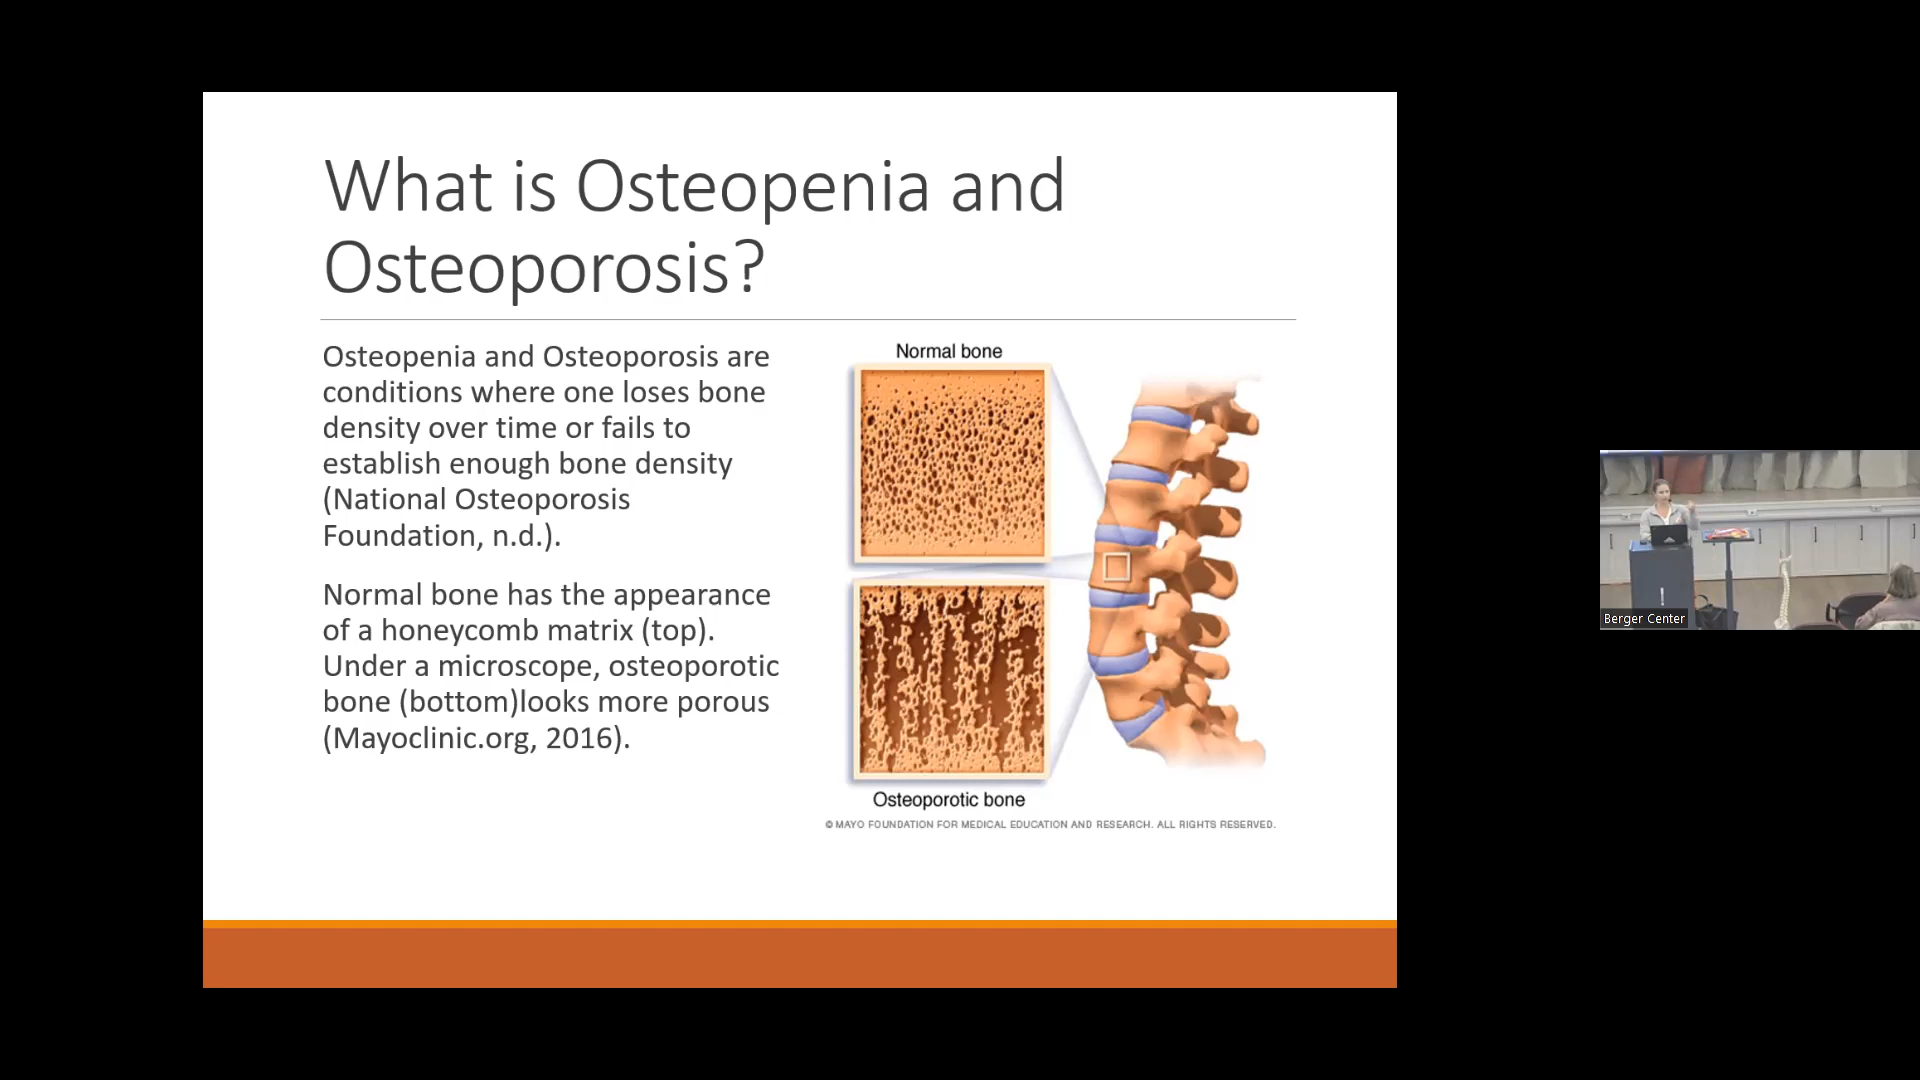 What is Osteopenia and
Osteoporosis?
Osteopenia and Osteoporosis are
conditions where one loses bone
density over time or fails to
establish enough bone density
(National Osteoporosis
Foundation, n.d.).
Normal bone has the appearance
of a honeycomb matrix (top).
Under a microscope, osteoporotic
bone (bottom)looks more porous
(Mayoclinic.org, 2016).
Normal bone
Osteoporotic bone
© MAYO FOUNDATION FOR MEDICAL EDUCATION AND RESEARCH. ALL RIGHTS RESERVED.
Berger Center